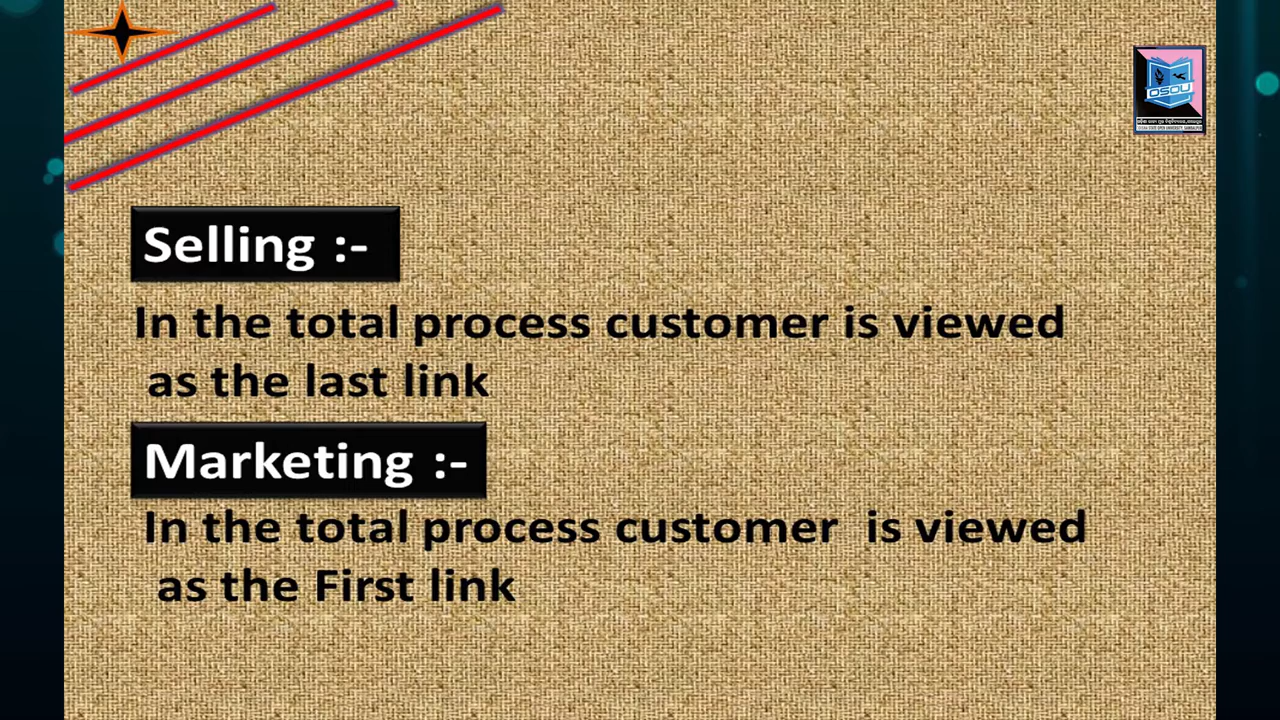 OSOU
Selling :-
In the total process customer is viewed
as the last link
Marketing :-
In the total process customer is viewed
as the First link